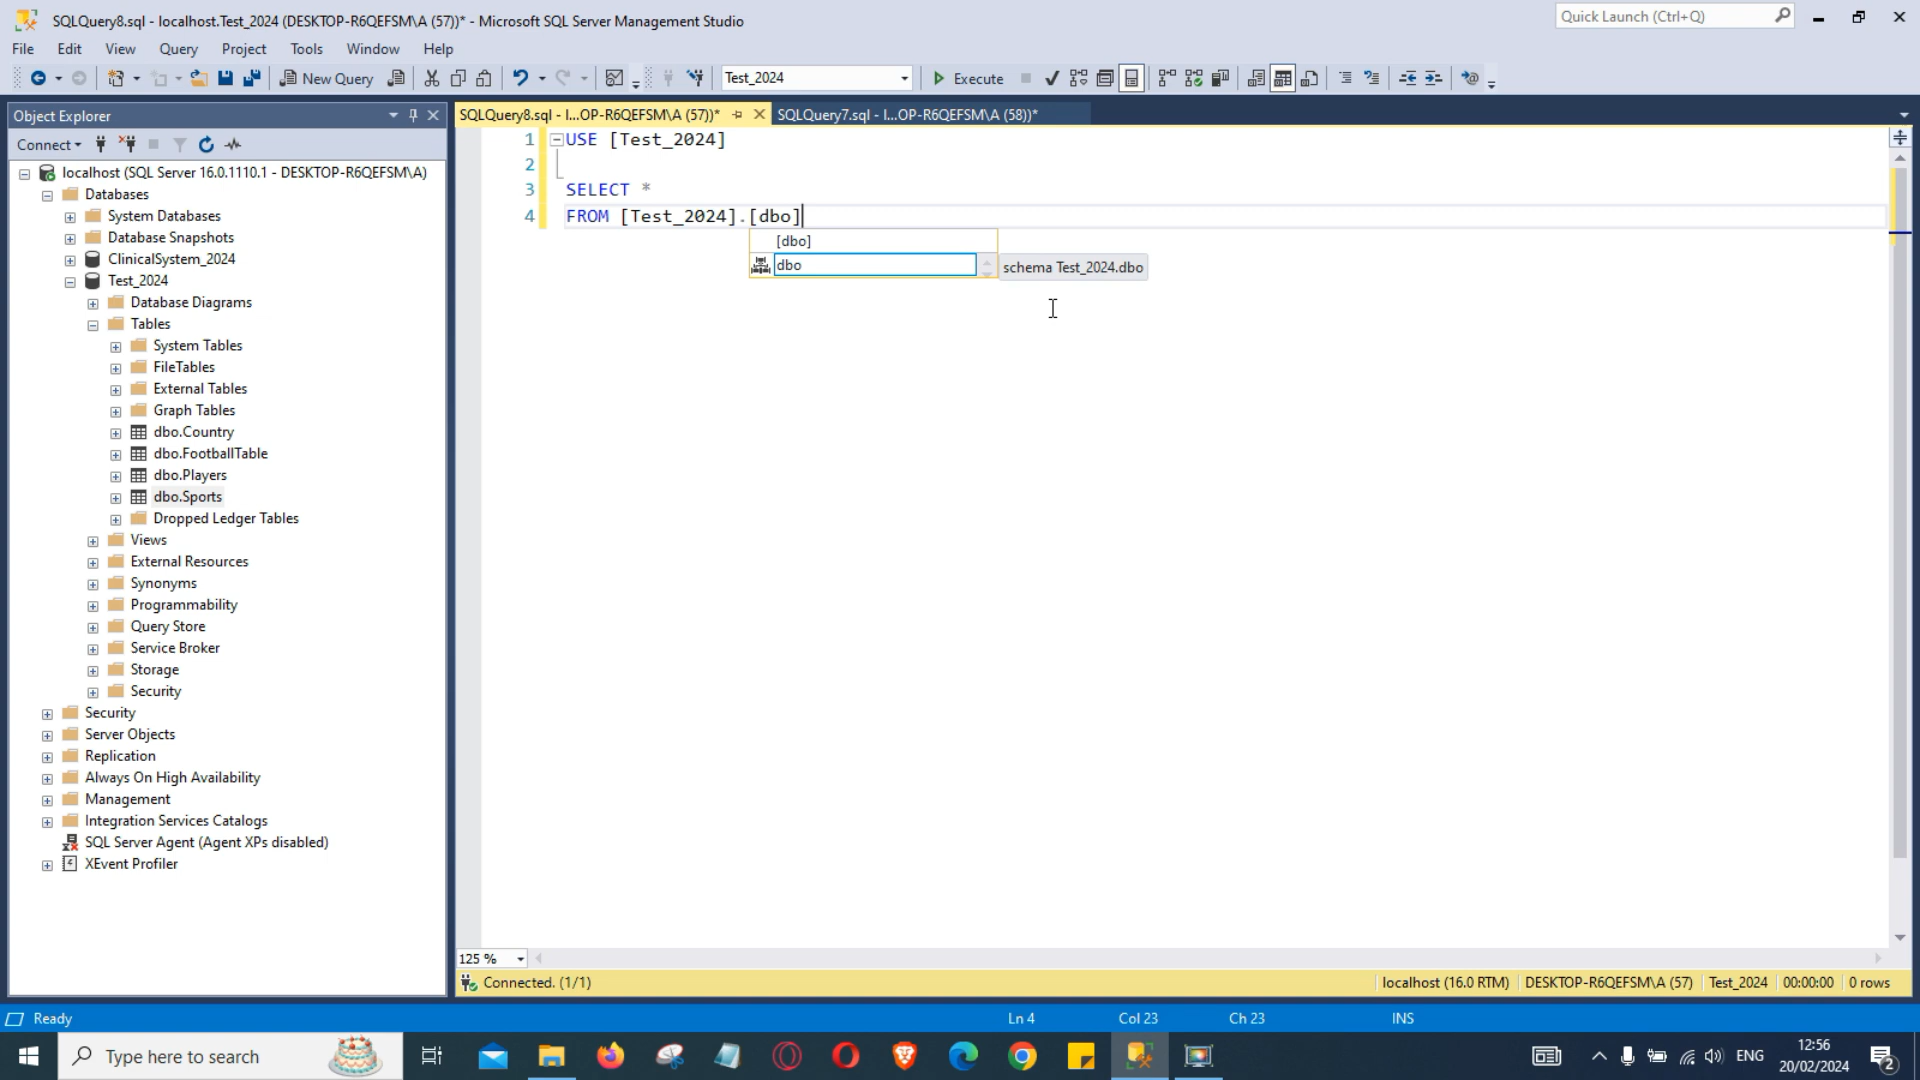 SQLQuery8.sql - localhost.Test_2024 (DESKTOP-R6QEFSM\A (57))* - Microsoft SQL Server Management Studio
Quick Launch (Ctrl+Q)
File Edit View Query Project Tools Window Help
New Query
Test_2024
Execute
Object Explorer
Connect
localhost (SQL Server 16.0.1110.1 - DESKTOP-R6QEFSM\A)
Databases
System Databases
Database Snapshots
ClinicalSystem_2024
Test_2024
Database Diagrams
Tables
System Tables
FileTables
External Tables
Graph Tables
dbo.Country
dbo.FootballTable
dbo.Players
dbo.Sports
Dropped Ledger Tables
Views
External Resources
Synonyms
Programmability
Query Store
Service Broker
Storage
Security
Security
Server Objects
Replication
Always On High Availability
Management
Integration Services Catalogs
SQL Server Agent (Agent XPs disabled)
XEvent Profiler
SQLQuery8.sql - l...OP-R6QEFSM\A (57))*
SQLQuery7.sql - l...OP-R6QEFSM\A (58))*
1 USE [Test_2024]
2
3 SELECT *
4 FROM [Test_2024].[dbo]
[dbo]
dbo
schema Test_2024.dbo
125 %
Connected. (1/1)
localhost (16.0 RTM) DESKTOP-R6QEFSM\A (57) Test_2024 00:00:00 0 rows
Ready
Ln 4 Col 23 Ch 23 INS
Type here to search
ENG
12:56
20/02/2024
2